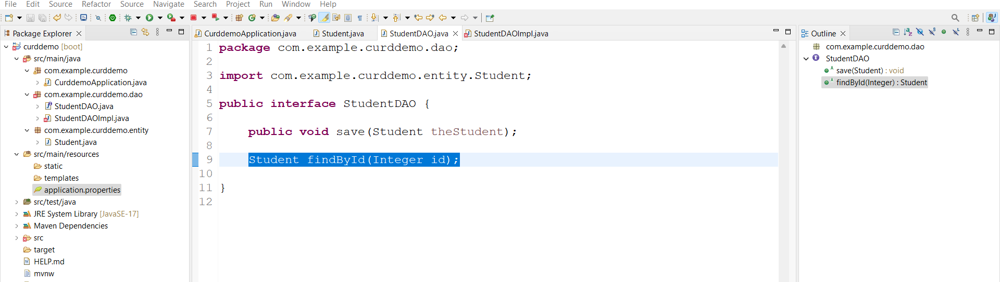 File Edit Source Refactor Source Navigate Search Project Run Window Help
Package Explorer
curddemo [boot]
src/main/java
com.example.curddemo
CurddemoApplication.java
com.example.curddemo.dao
StudentDAO.java
StudentDAOImpl.java
com.example.curddemo.entity
Student.java
src/main/resources
static
templates
application.properties
src/test/java
JRE System Library [JavaSE-17]
Maven Dependencies
src
target
HELP.md
mvnw
CurddemoApplication.java Student.java StudentDAO.java StudentDAOImpl.java
1 package com.example.curddemo.dao;
2
3 import com.example.curddemo.entity.Student;
4
5 public interface StudentDAO {
6
7 public void save(Student theStudent);
8
9 Student findById(Integer id);
10
11 }
12
Outline
com.example.curddemo.dao
StudentDAO
save(Student) : void
findById(Integer) : Student